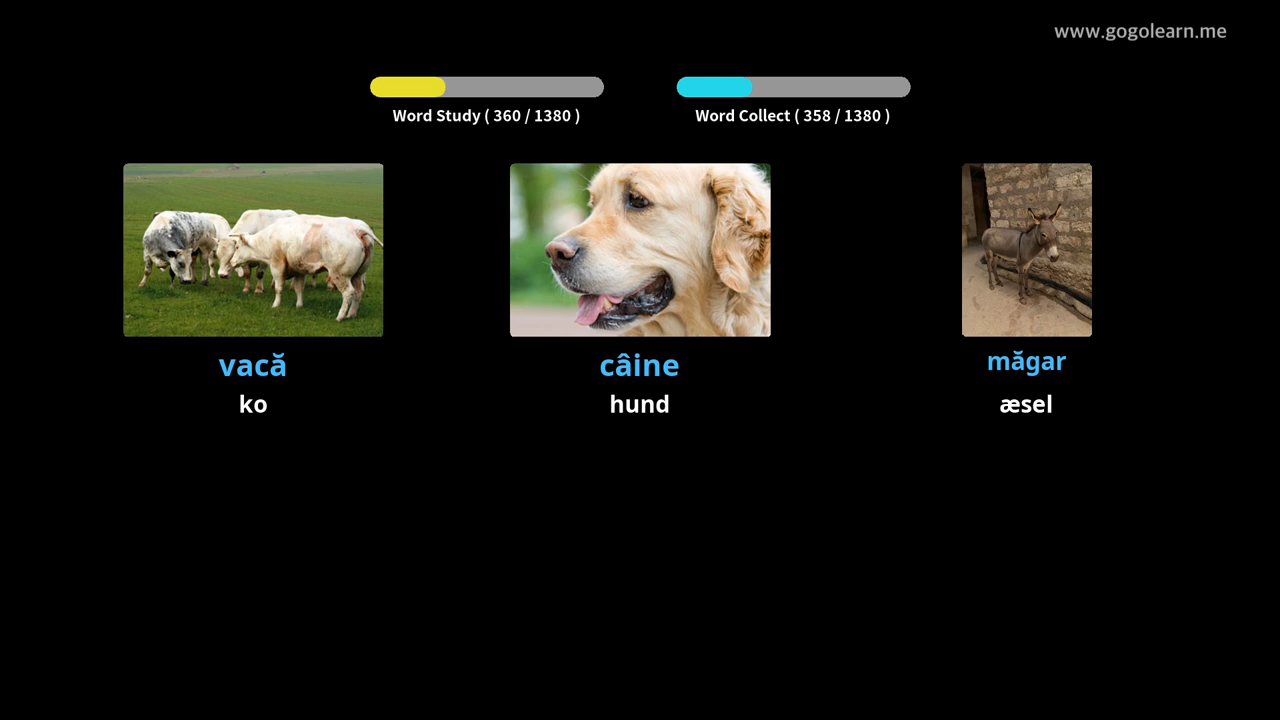 www.gogolearn.me
Word Study ( 360 / 1380 )
Word Collect ( 358 / 1380 )
vacă
ko
câine
hund
măgar
æsel